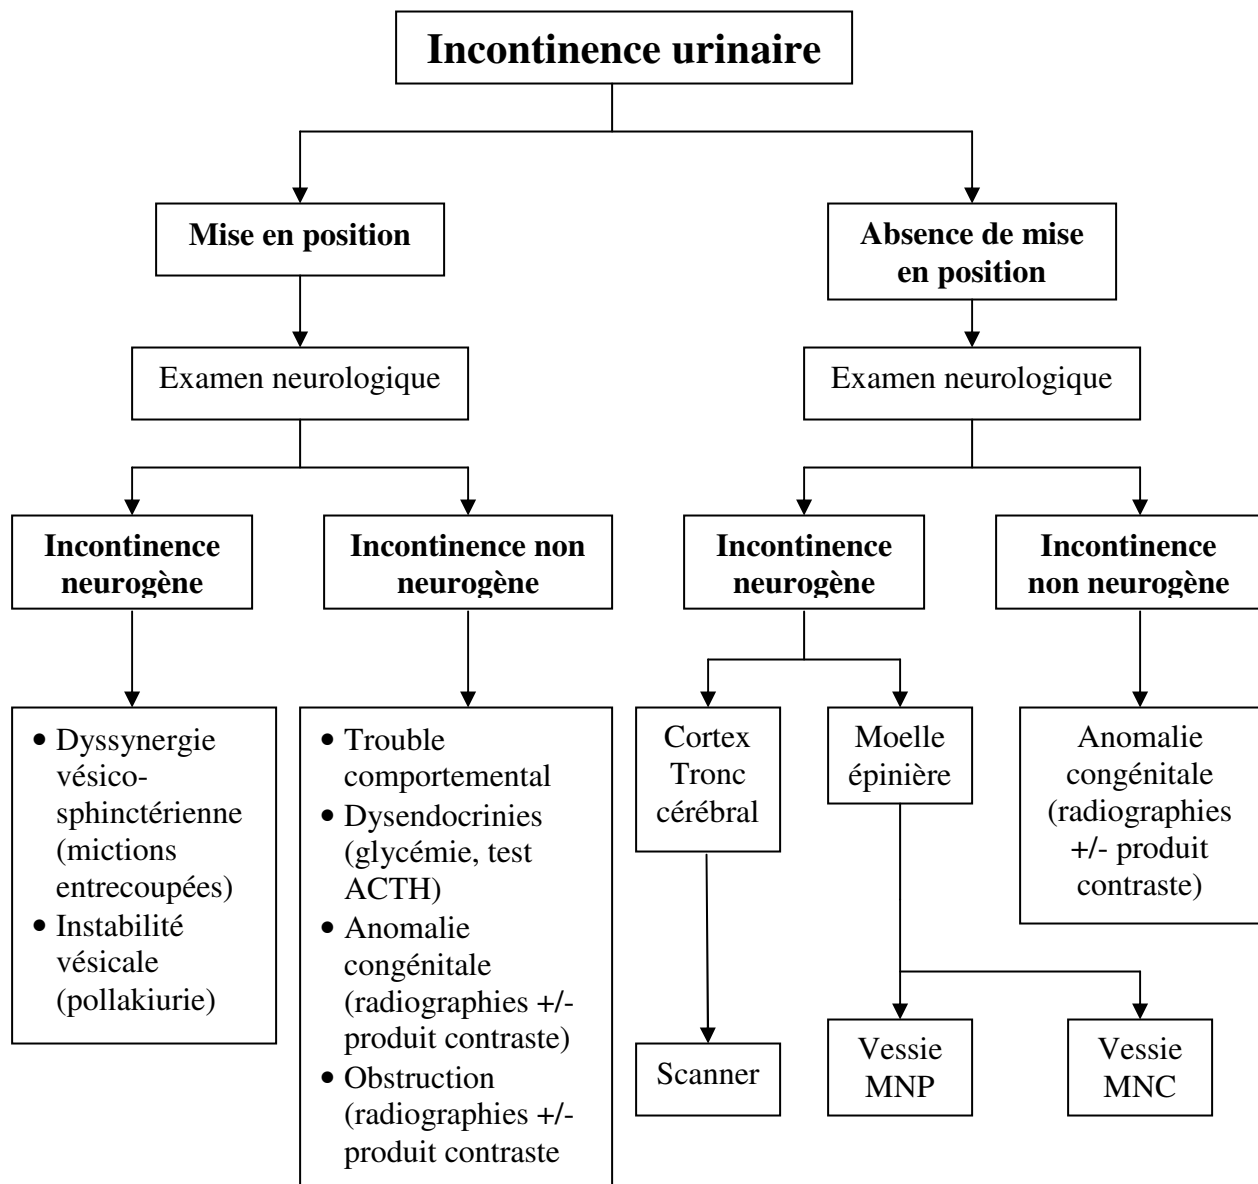 Incontinence urinaire
Mise en position
Absence de mise
en position
Examen neurologique
Examen neurologique
Incontinence
neurogène
Incontinence non
neurogène
Incontinence
neurogène
Incontinence
non neurogène
• Dyssynergie
vésico-
sphinctérienne
(mictions
entrecoupées)
• Instabilité
vésicale
(pollakiurie)
• Trouble
comportemental
• Dysendocrinies
(glycémie, test
ACTH)
• Anomalie
congénitale
(radiographies +/-
produit contraste)
• Obstruction
(radiographies +/-
produit contraste
Cortex
Tronc
cérébral
Moelle
épinière
Anomalie
congénitale
(radiographies
+/- produit
contraste)
Scanner
Vessie
MNP
Vessie
MNC